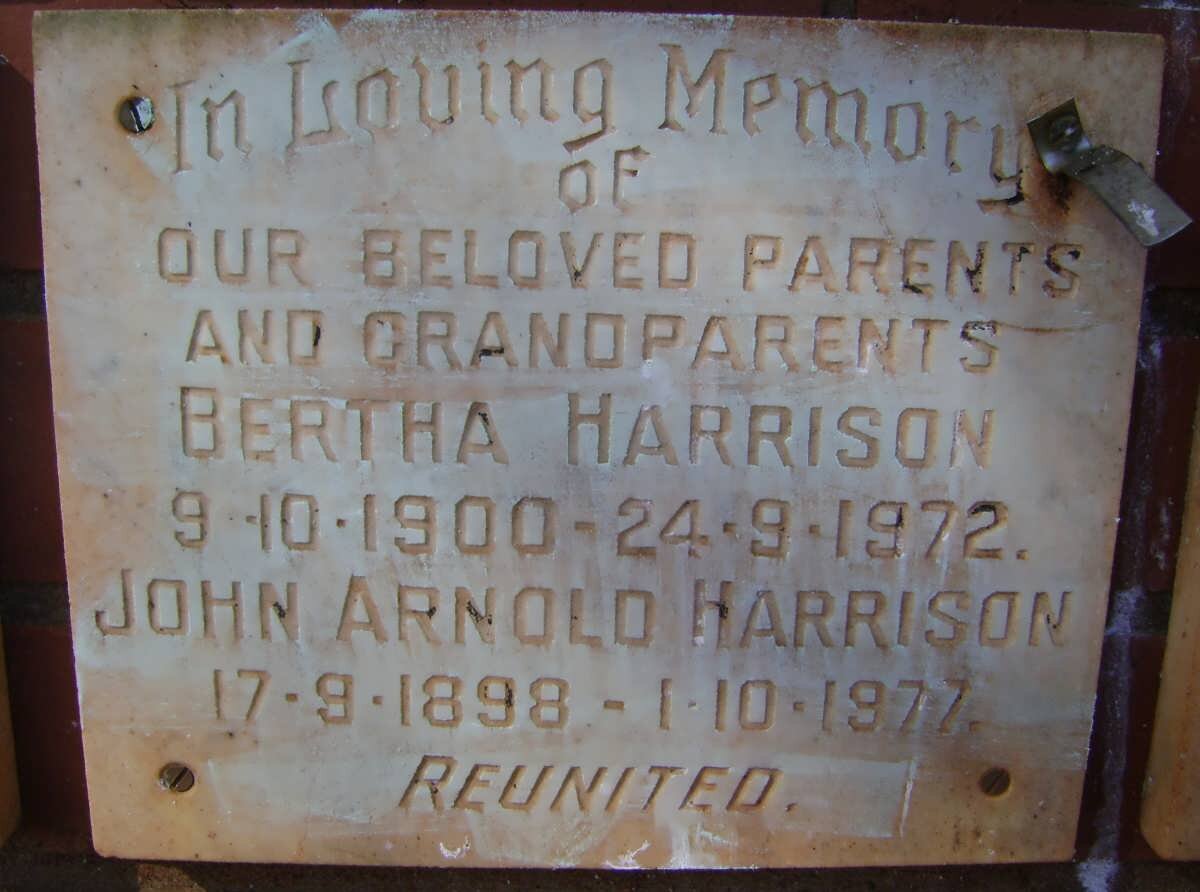 In Loving Memory
OF
OUR BELOVED PARENTS
AND GRANDPARENTS
BERTHA HARRISON
9·10·1900 - 24·9·1972.
JOHN ARNOLD HARRISON
17·9·1898 - 1·10·1977.
REUNITED.